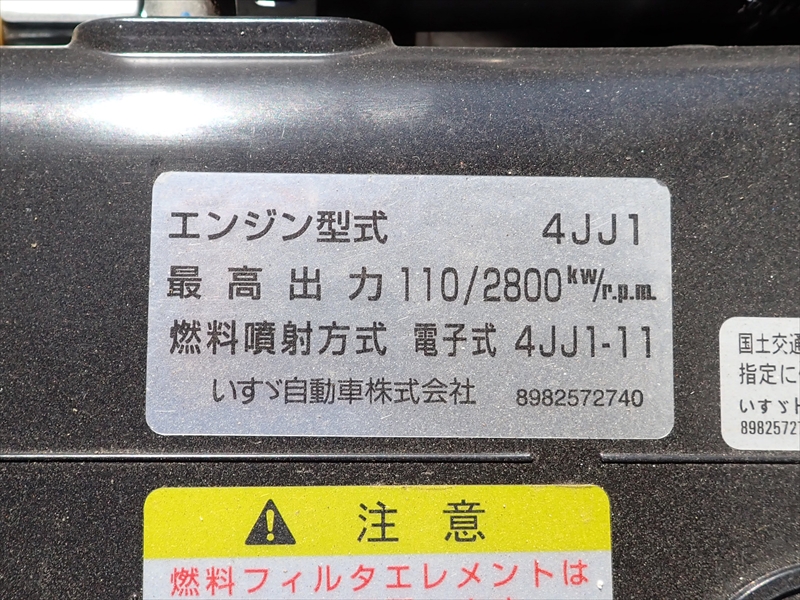 エンジン型式 4JJ1
最高出力 110/2800kw/r.p.m.
燃料噴射方式 電子式 4JJ1-11
いすゞ自動車株式会社 8982572740
国土交通
指定に
いすゞ
8982572
⚠ 注意
燃料フィルタエレメントは